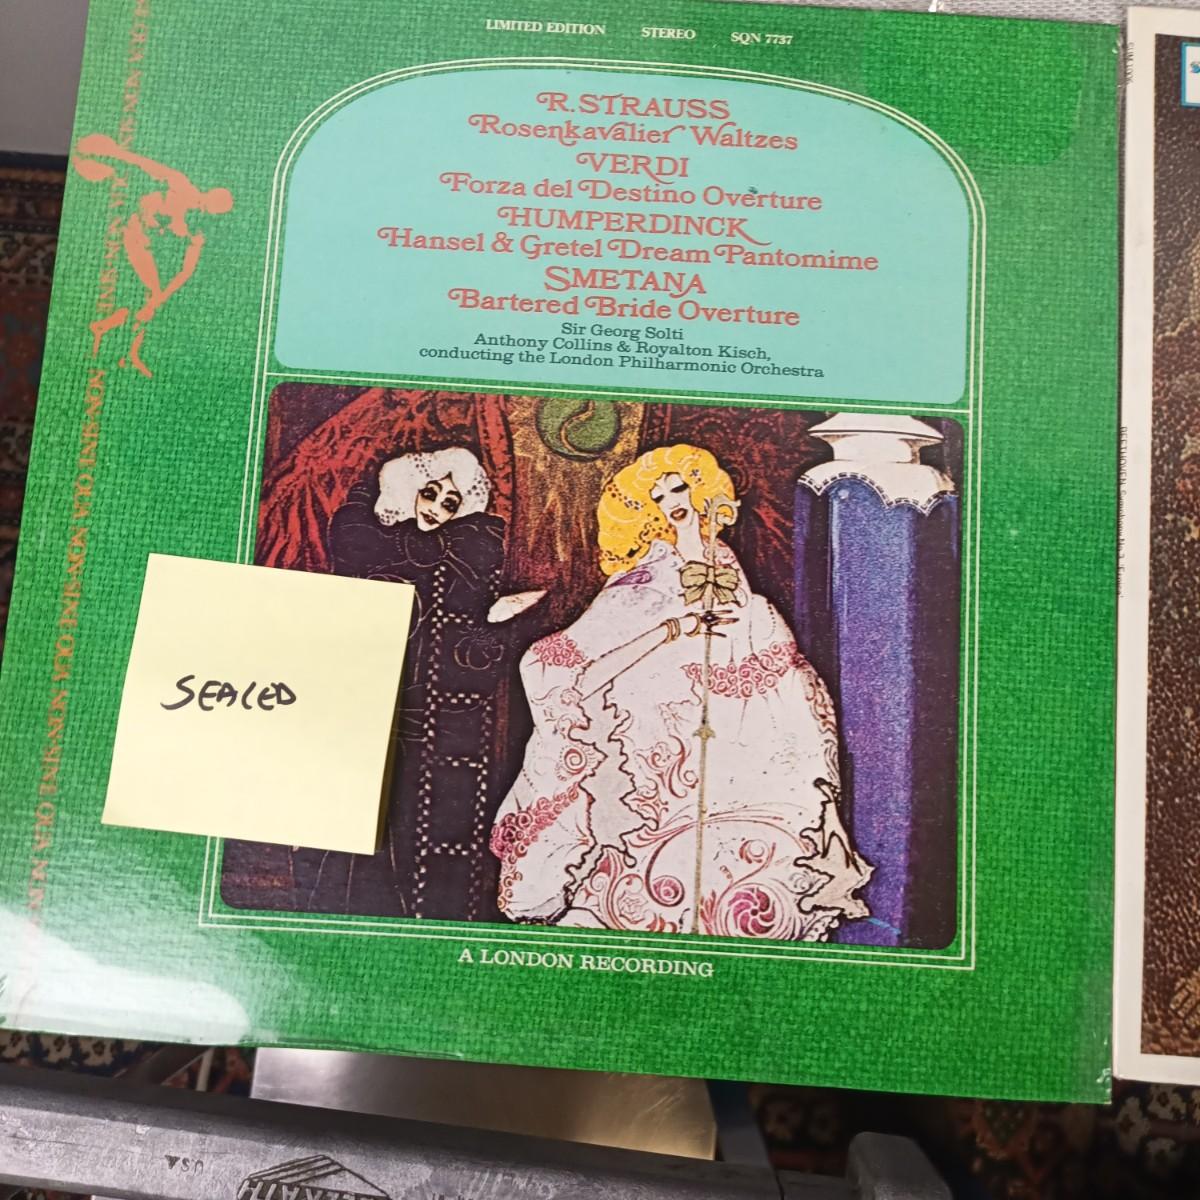 LIMITED EDITION STEREO SQN 7737
R. STRAUSS
Rosenkavalier Waltzes
VERDI
Forza del Destino Overture
HUMPERDINCK
Hansel & Gretel Dream Pantomime
SMETANA
Bartered Bride Overture
Sir Georg Solti
Anthony Collins & Royalton Kisch,
conducting the London Philharmonic Orchestra
SEALED
A LONDON RECORDING
USA